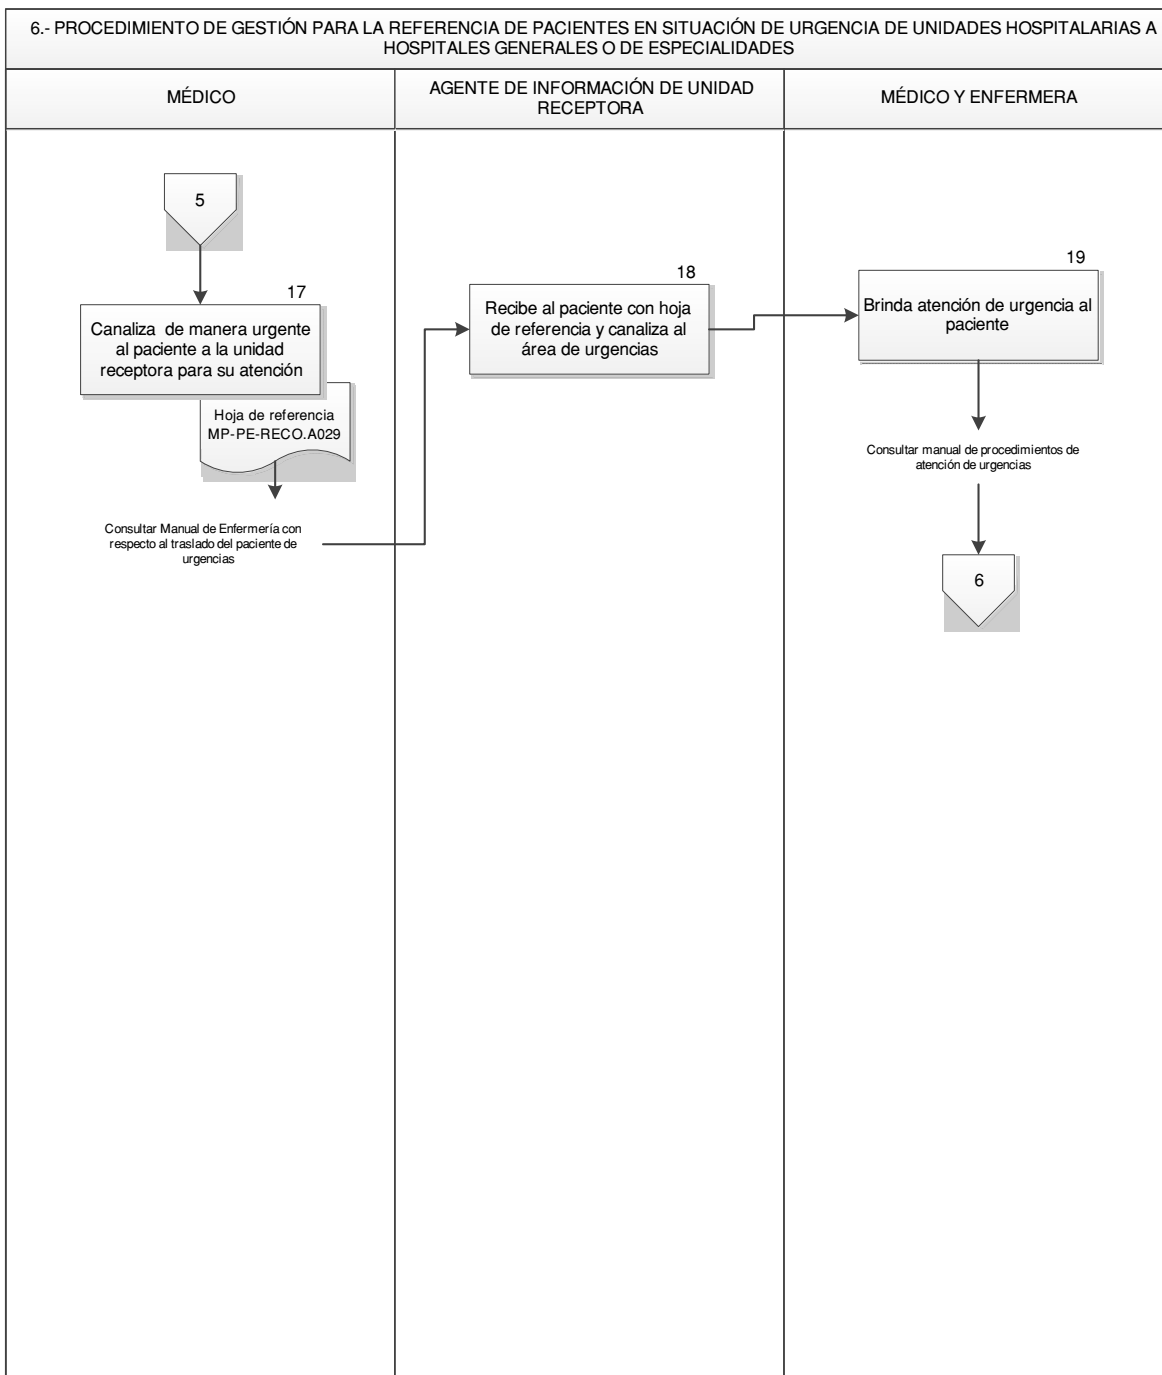 6.- PROCEDIMIENTO DE GESTIÓN PARA LA REFERENCIA DE PACIENTES EN SITUACIÓN DE URGENCIA DE UNIDADES HOSPITALARIAS A
HOSPITALES GENERALES O DE ESPECIALIDADES
MÉDICO
AGENTE DE INFORMACIÓN DE UNIDAD
RECEPTORA
MÉDICO Y ENFERMERA
5
17
Canaliza de manera urgente
al paciente a la unidad
receptora para su atención
Hoja de referencia
MP-PE-RECO.A029
Consultar Manual de Enfermería con
respecto al traslado del paciente de
urgencias
18
Recibe al paciente con hoja
de referencia y canaliza al
área de urgencias
19
Brinda atención de urgencia al
paciente
Consultar manual de procedimientos de
atención de urgencias
6